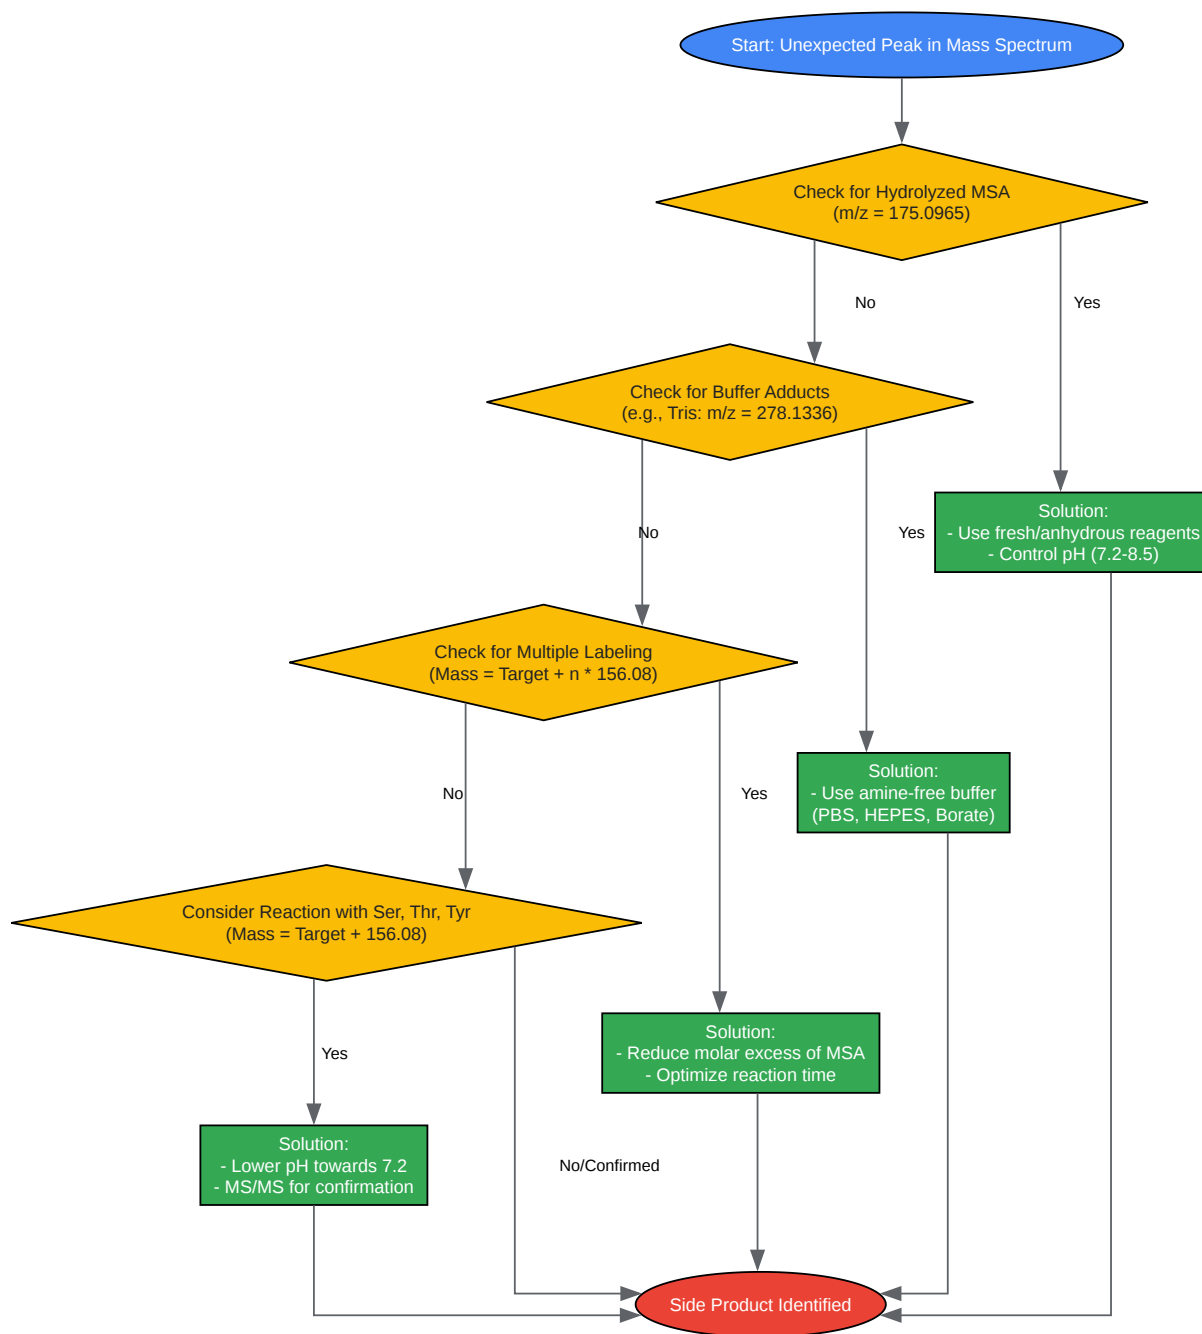 Start: Unexpected Peak in Mass Spectrum
Check for Hydrolyzed MSA
(m/z = 175.0965)
No
Yes
Check for Buffer Adducts
(e.g., Tris: m/z = 278.1336)
No
Yes
Solution:
- Use fresh/anhydrous reagents
- Control pH (7.2-8.5)
Check for Multiple Labeling
(Mass = Target + n * 156.08)
No
Yes
Solution:
- Use amine-free buffer
(PBS, HEPES, Borate)
Consider Reaction with Ser, Thr, Tyr
(Mass = Target + 156.08)
Yes
No/Confirmed
Solution:
- Reduce molar excess of MSA
- Optimize reaction time
Solution:
- Lower pH towards 7.2
- MS/MS for confirmation
Side Product Identified